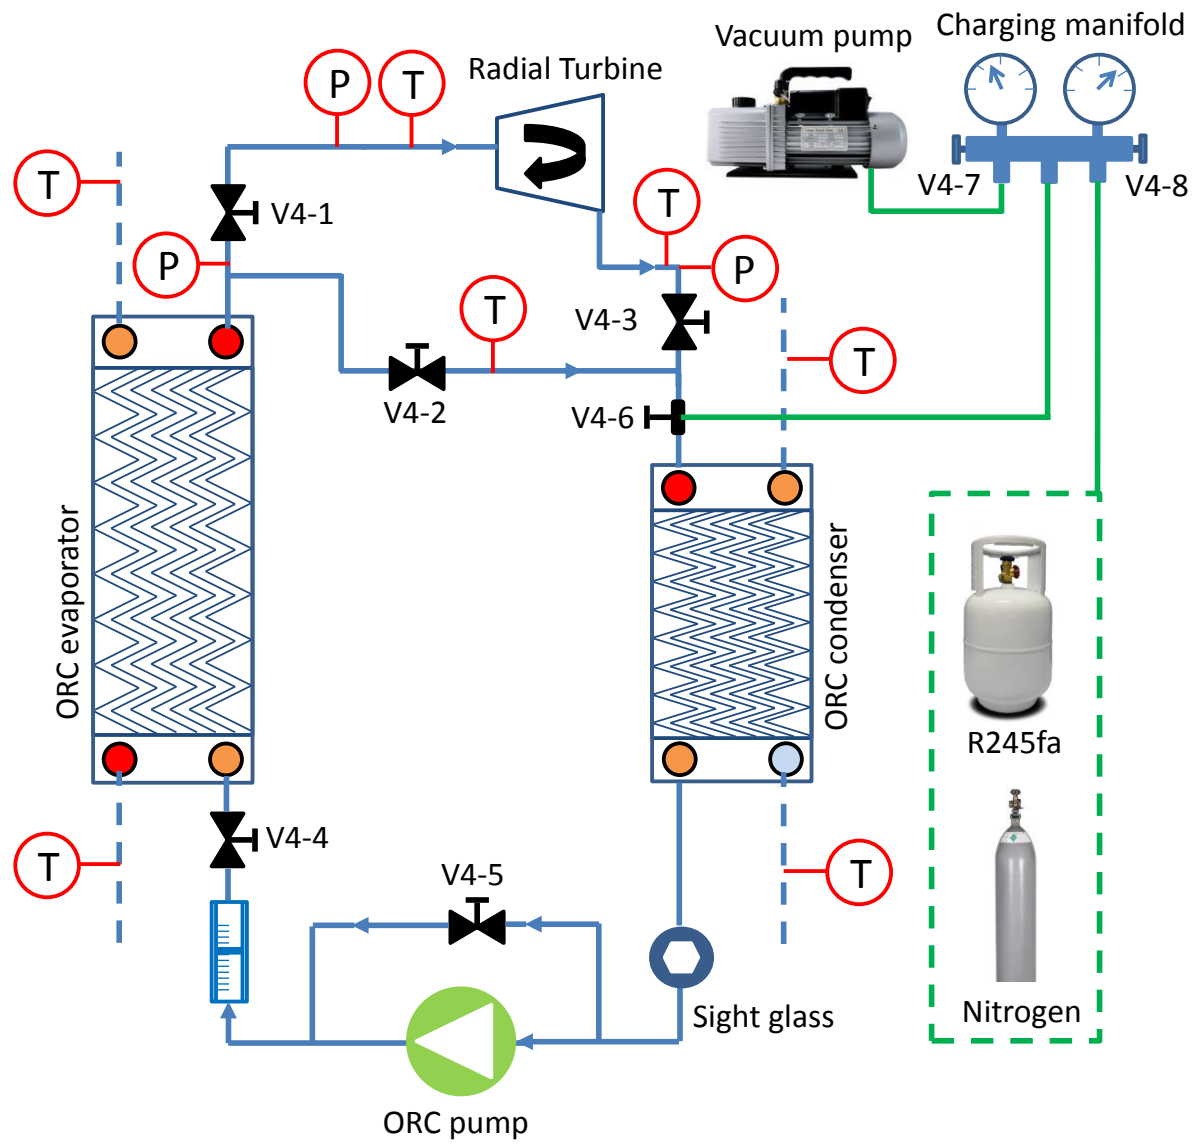 Charging manifold
Vacuum pump
Radial Turbine
P
T
T
V4-7
V4-8
T
V4-1
P
P
T
V4-3
T
T
V4-2
V4-6
ORC evaporator
ORC condenser
R245fa
V4-4
T
V4-5
T
Sight glass
Nitrogen
ORC pump